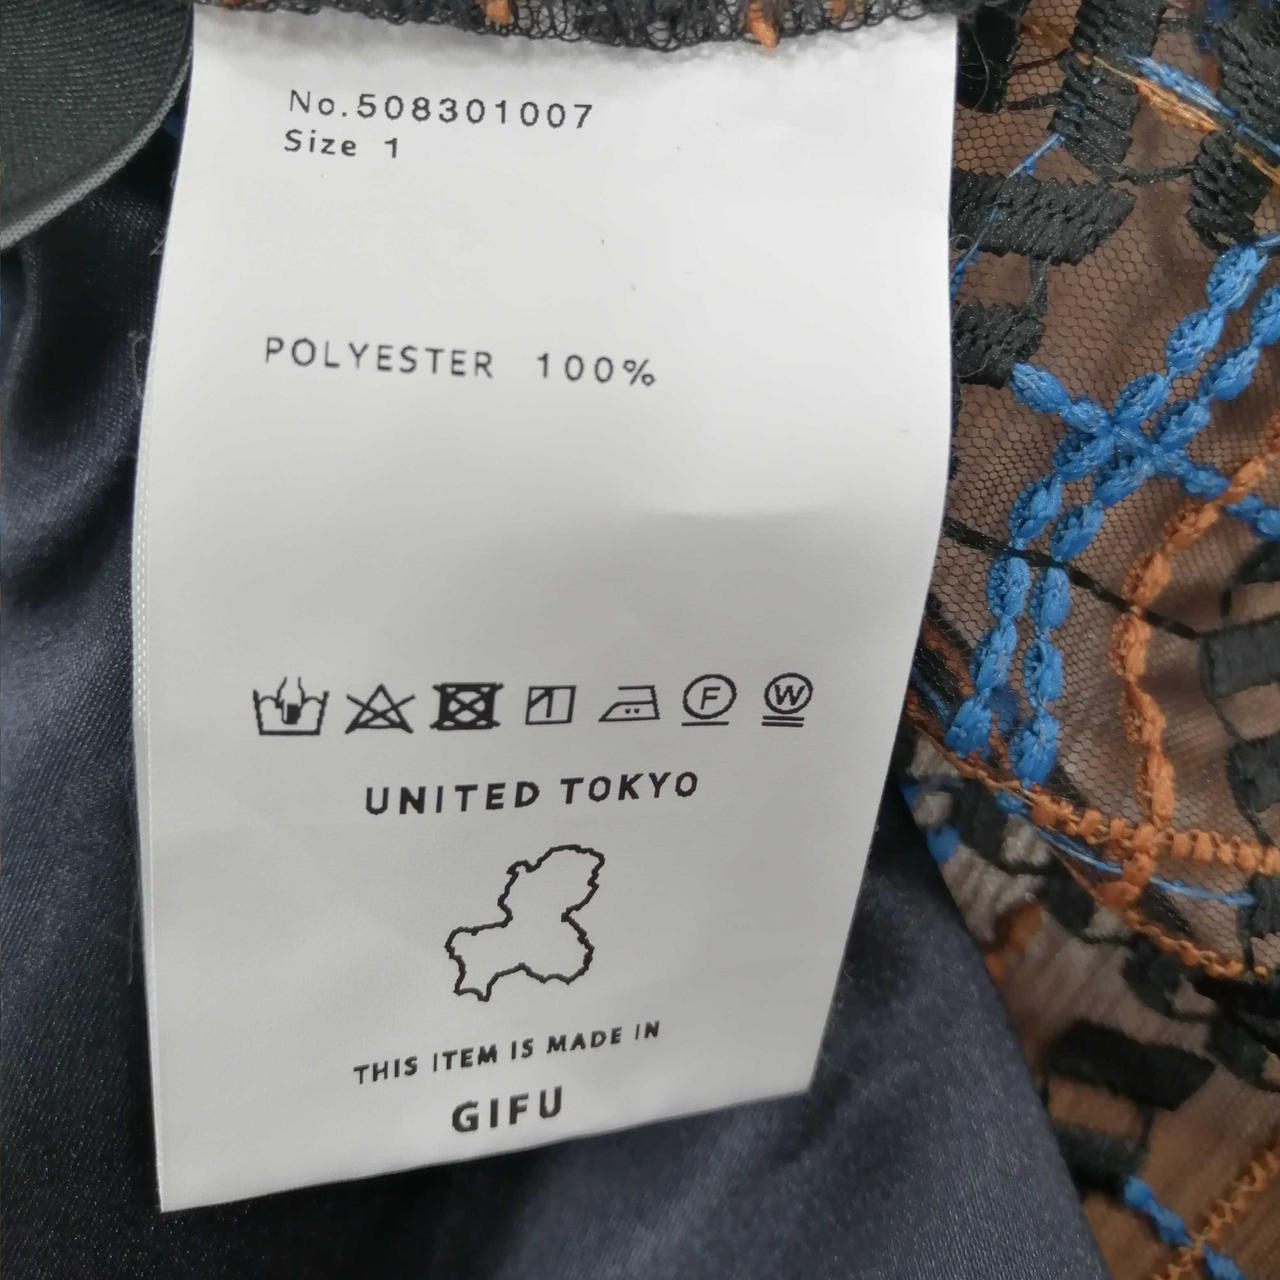 No.508301007
Size 1
POLYESTER 100%
F W
UNITED TOKYO
THIS ITEM IS MADE IN
GIFU